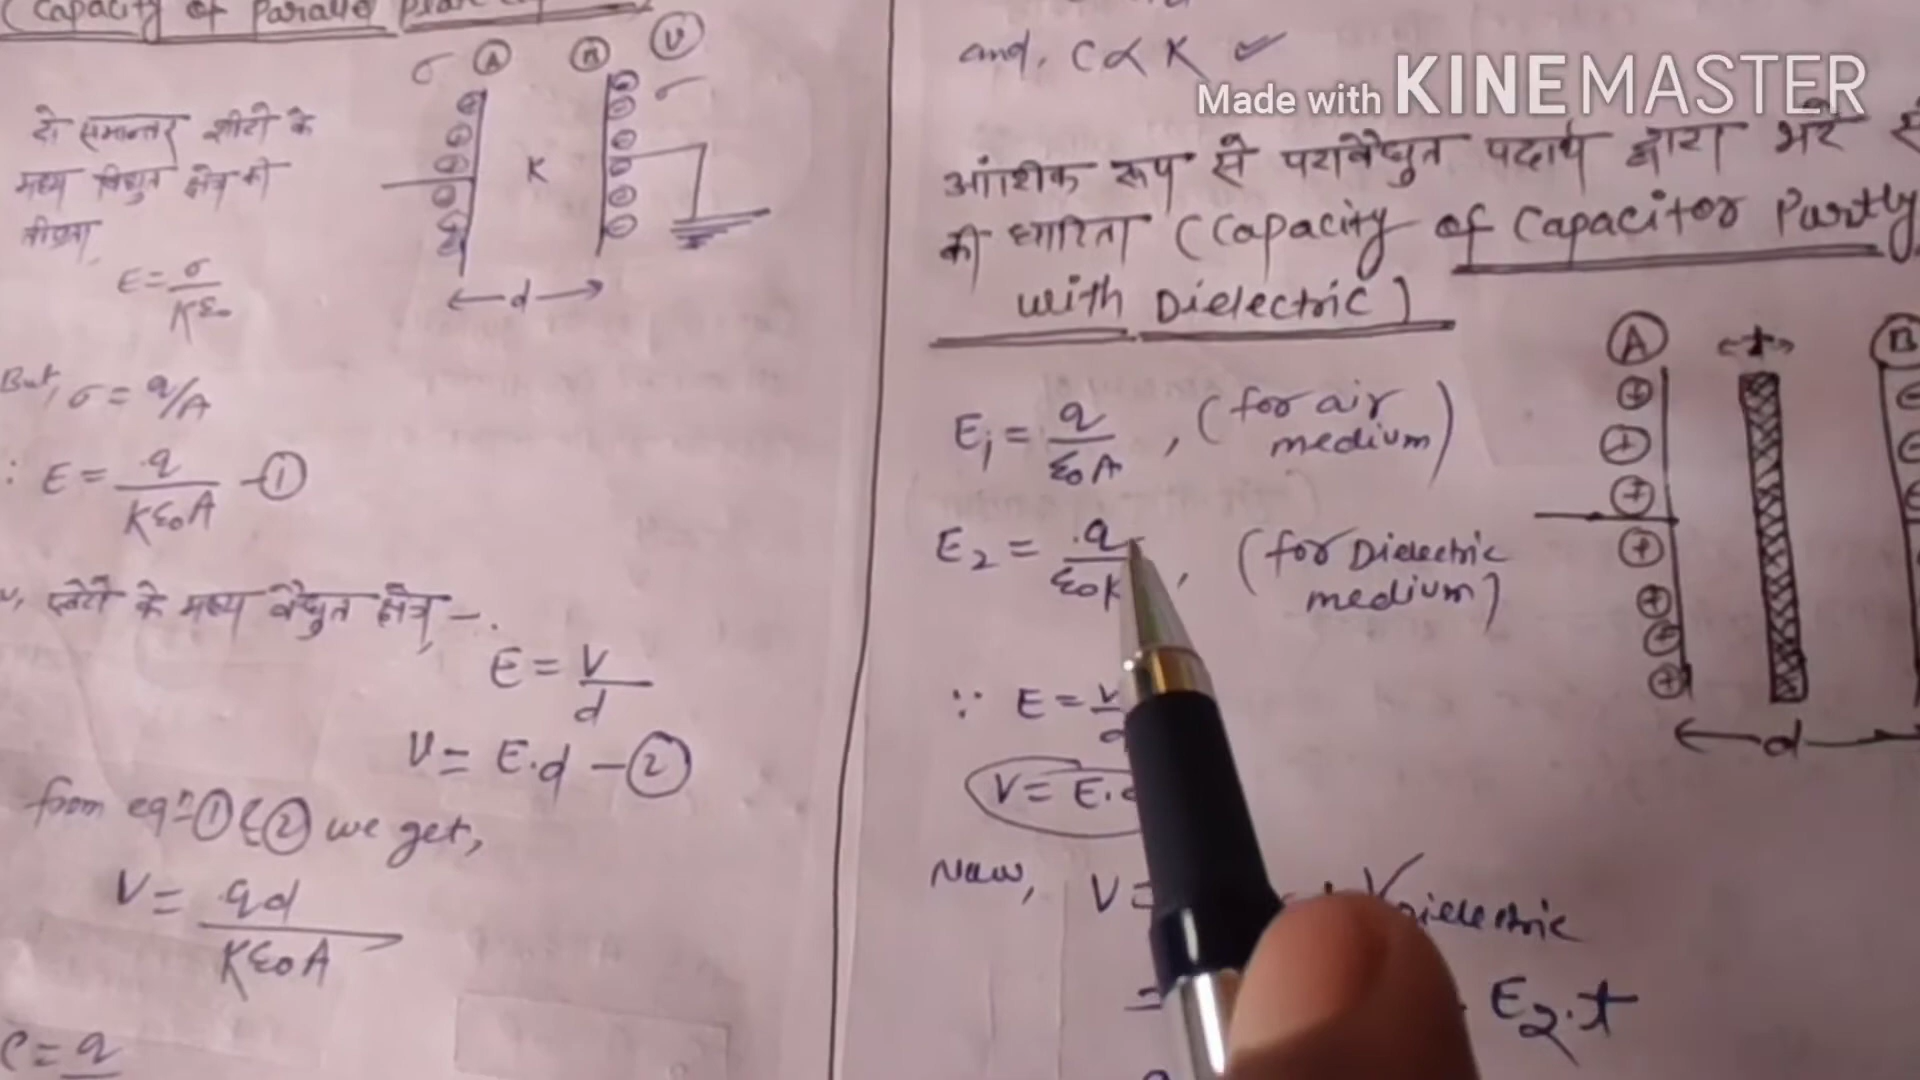 (Capacity of Parallel
σ A B V
σ
दो समान्तर शीटो के
K
मध्य विधुत क्षेत्र की
तीव्रता,
E = σ/Kε₀
d
But, σ = q/A
∴ E = q/Kε₀A - ①
प्लेटो के मध्य वैधुत क्षेत्र -
E = V/d
V = E.d - ②
from eqⁿ ① & ② we get,
V = qd/Kε₀A
C = q
and, C ∝ K ✓
Made with KINEMASTER
आंशिक रूप से परावैधुत पदार्थ द्वारा भरे
की धारिता (Capacity of Capacitor Partly
with Dielectric)
A t B
E₁ = q/ε₀A , (for air medium)
E₂ = q/ε₀K , (for Dielectric medium)
∵ E = V
d
V = E.
Now, V = Dielectric
= E₂.t